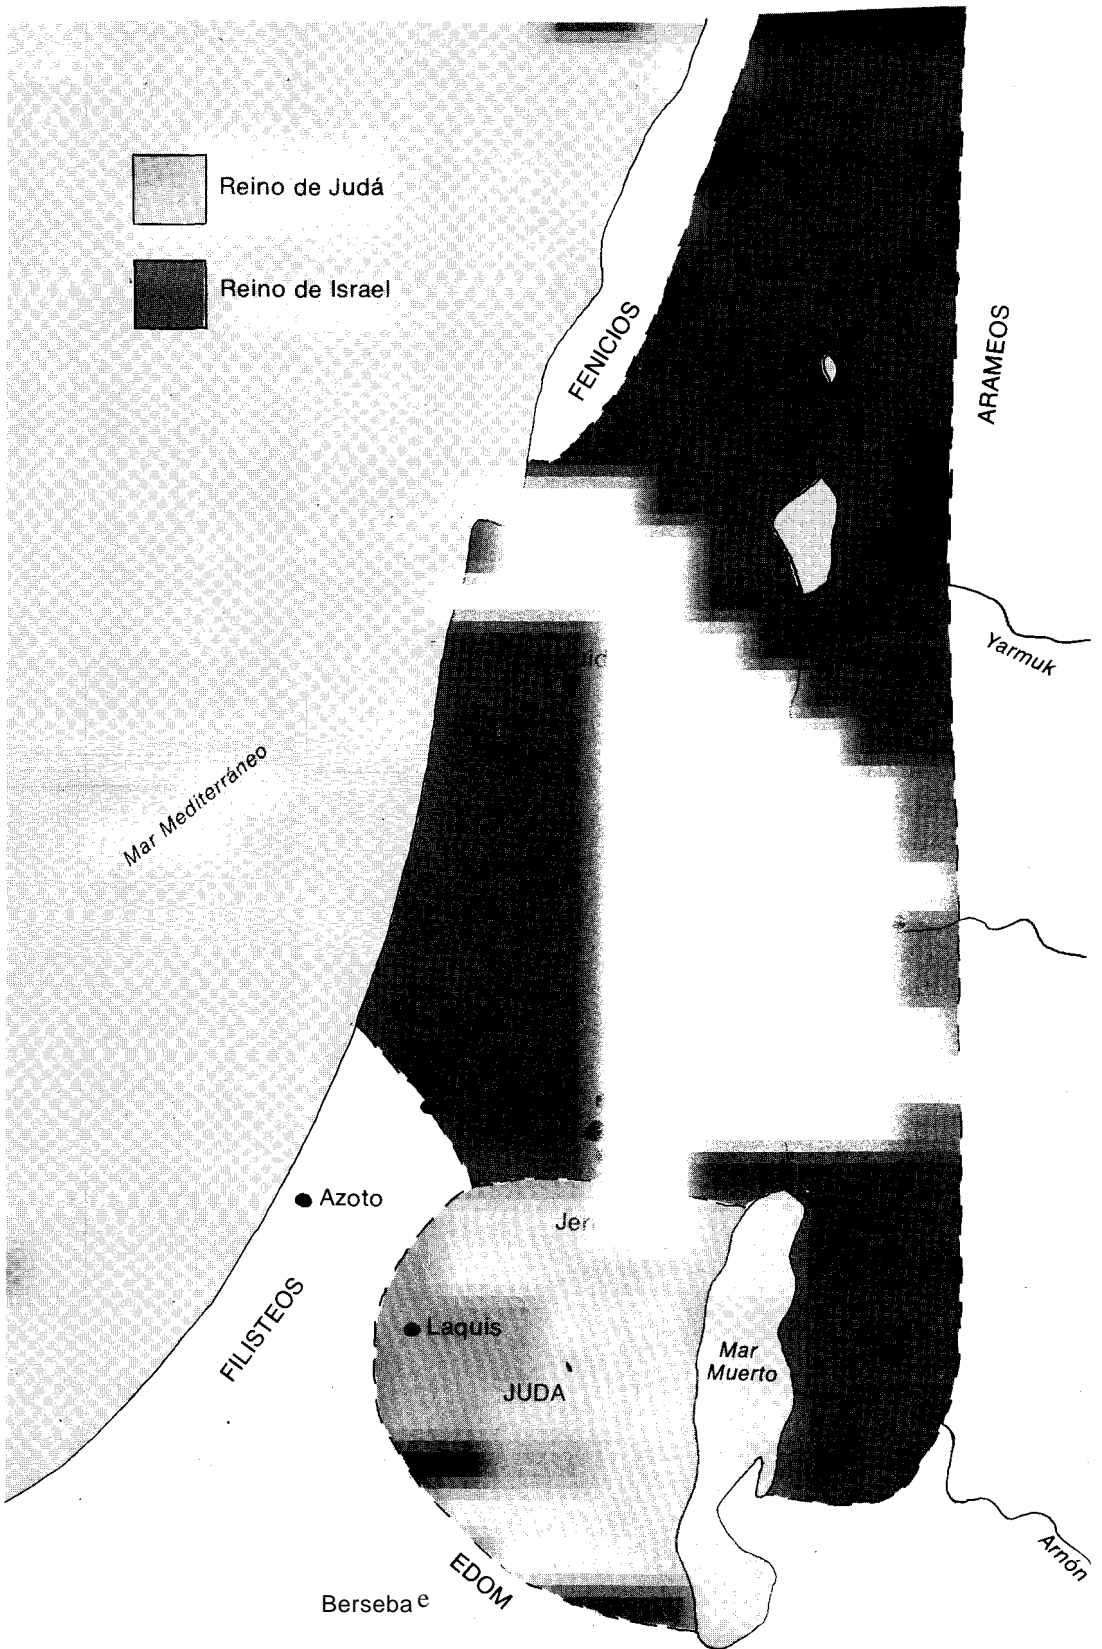 Reino de Judá
Reino de Israel
FENICIOS
ARAMEOS
Yarmuk
Mar Mediterráneo
Azoto
Jer
FILISTEOS
Laquis
Mar
Muerto
JUDA
Arnón
EDOM
Berseba e